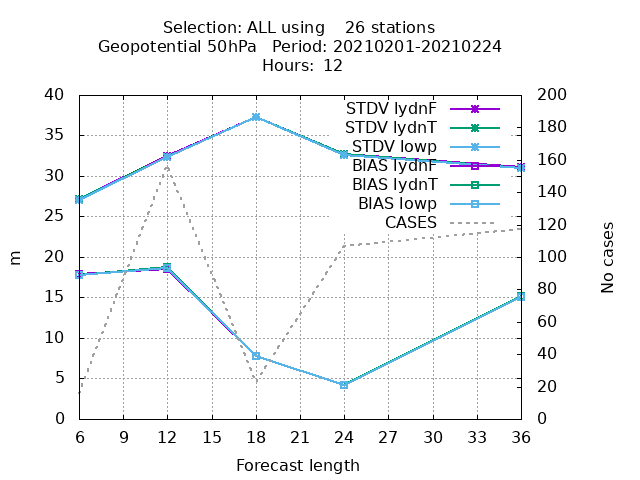 Selection: ALL using    26 stations
Geopotential 50hPa   Period: 20210201-20210224
Hours: 12
STDV lydnF
STDV lydnT
STDV lowp
BIAS lydnF
BIAS lydnT
BIAS lowp
CASES
m
No cases
40
35
30
25
20
15
10
5
0
200
180
160
140
120
100
80
60
40
20
0
6 9 12 15 18 21 24 27 30 33 36
Forecast length